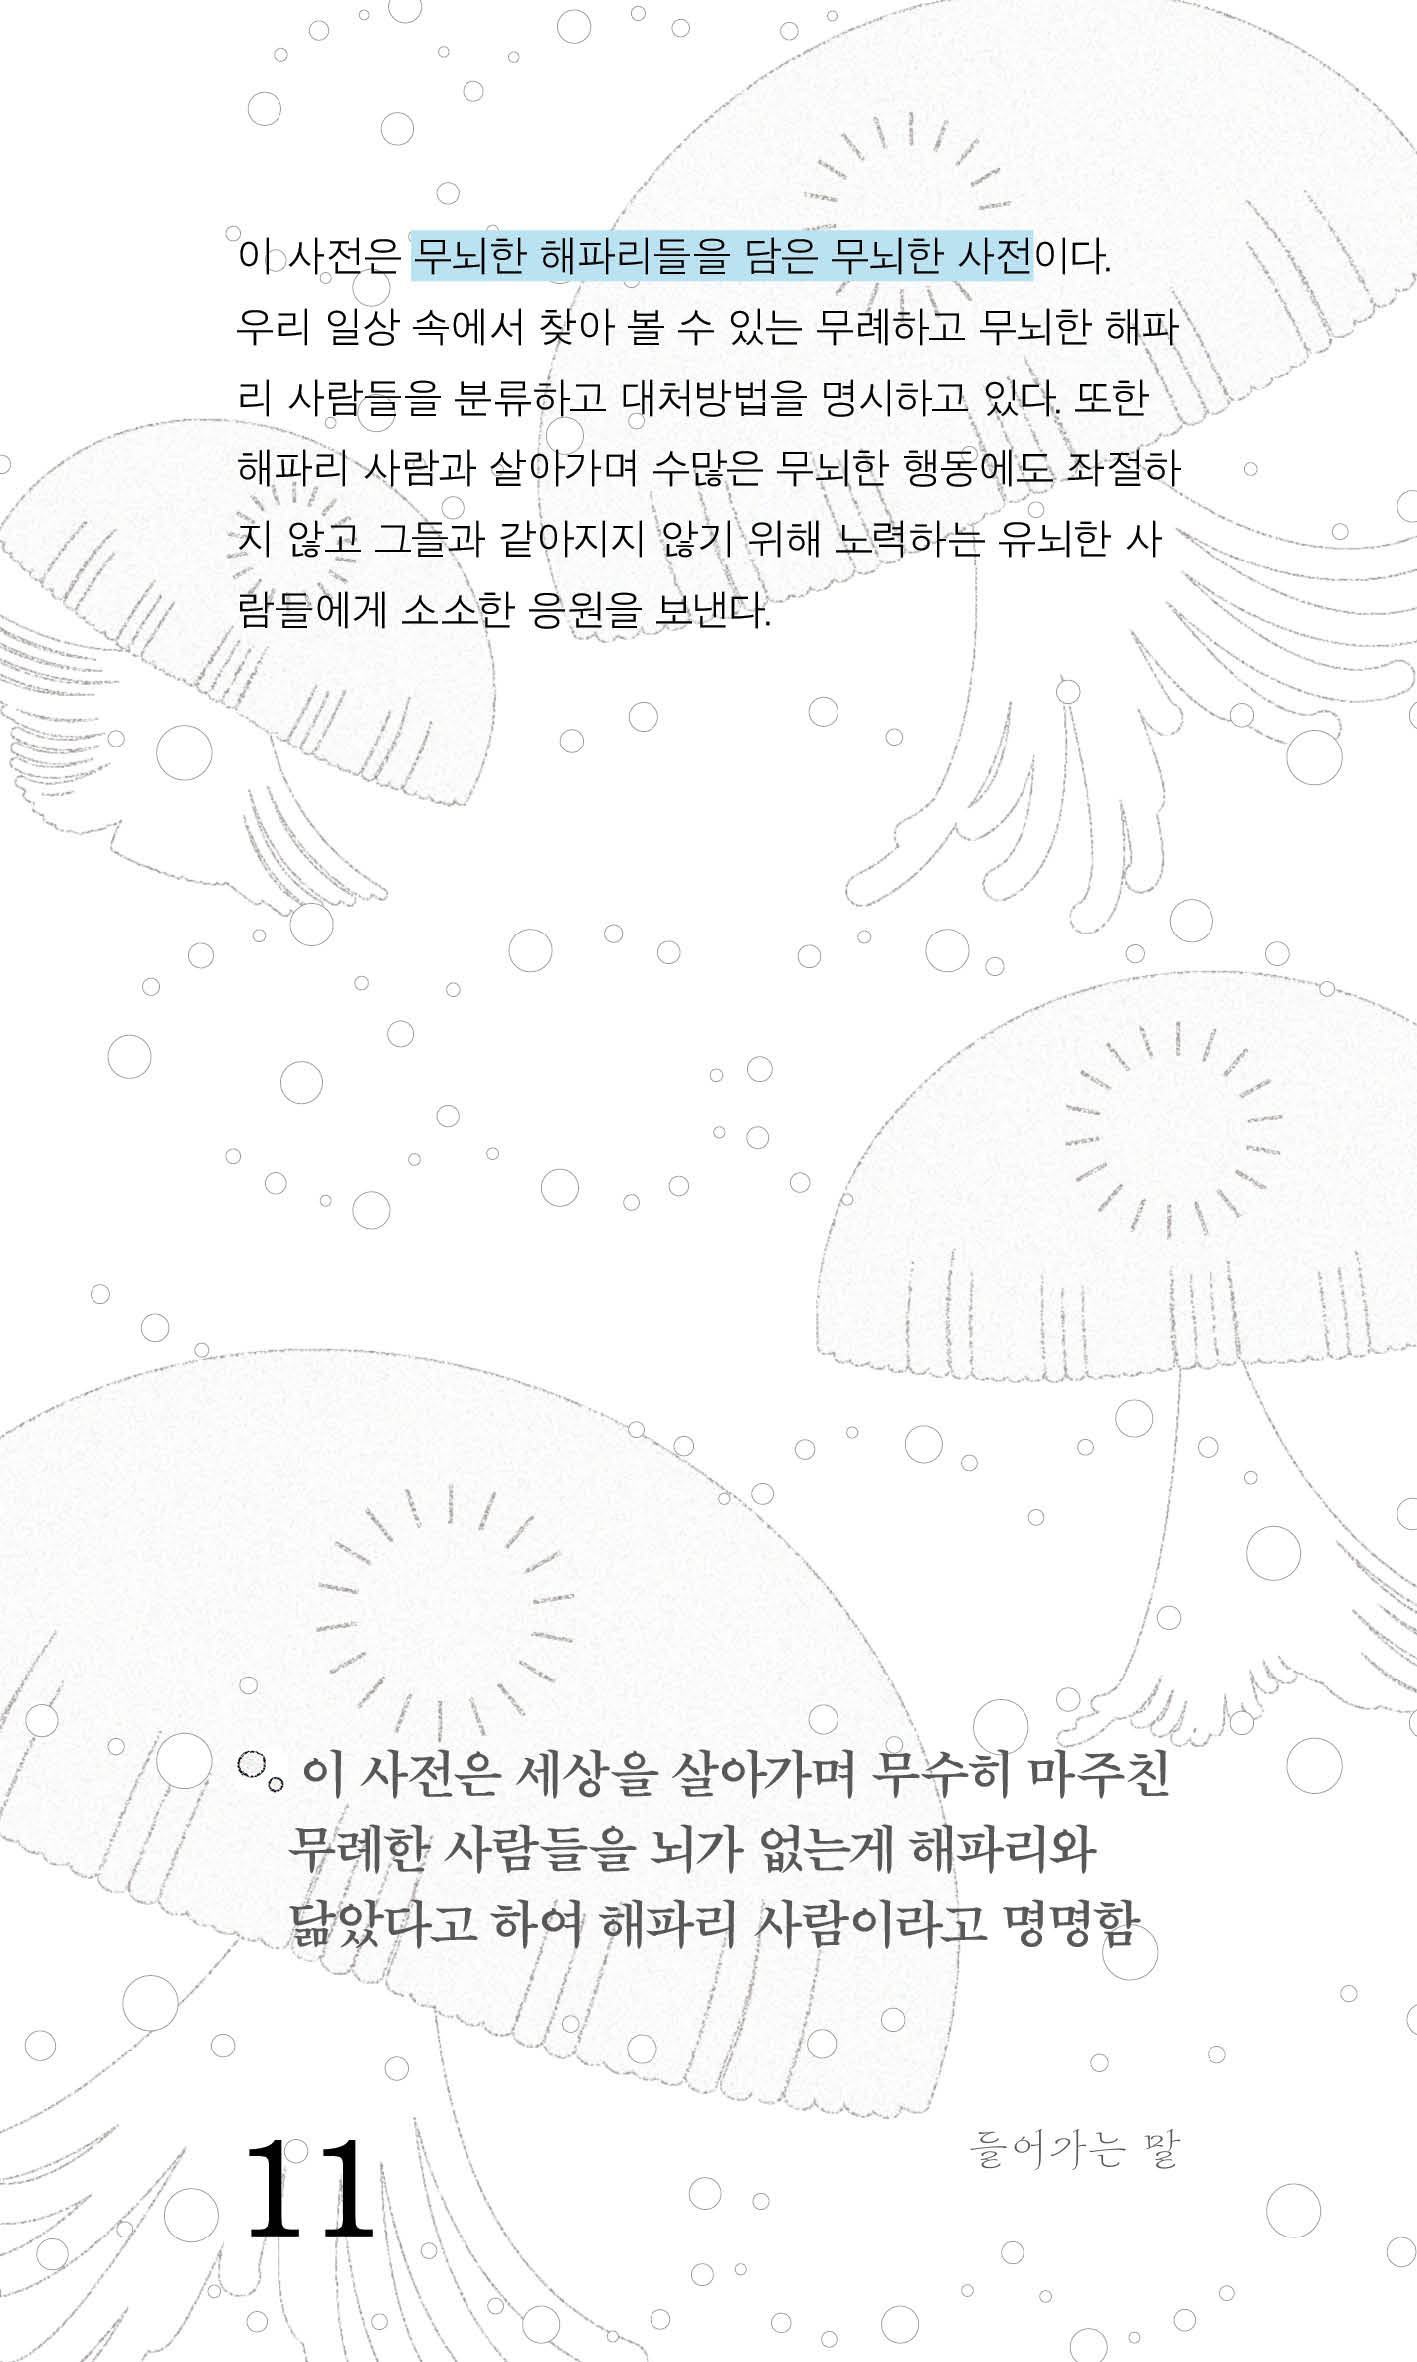 이 사전은 무뇌한 해파리들을 담은 무뇌한 사전이다.
우리 일상 속에서 찾아 볼 수 있는 무례하고 무뇌한 해파
리 사람들을 분류하고 대처방법을 명시하고 있다. 또한
해파리 사람과 살아가며 수많은 무뇌한 행동에도 좌절하
지 않고 그들과 같아지지 않기 위해 노력하는 유뇌한 사
람들에게 소소한 응원을 보낸다.
이 사전은 세상을 살아가며 무수히 마주친
무례한 사람들을 뇌가 없는게 해파리와
닮았다고 하여 해파리 사람이라고 명명함
들어가는 말
11